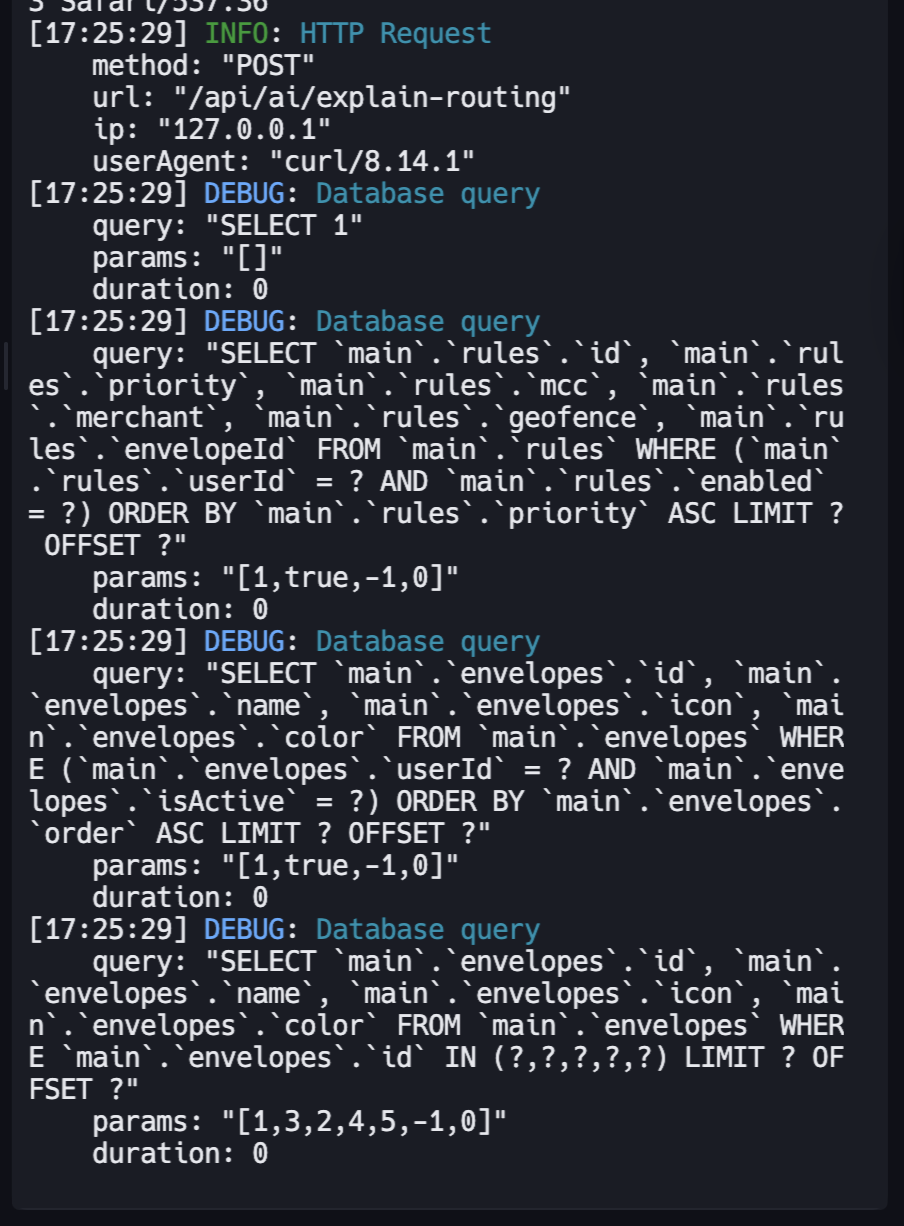 3 Safari/537.36
[17:25:29] INFO: HTTP Request
    method: "POST"
    url: "/api/ai/explain-routing"
    ip: "127.0.0.1"
    userAgent: "curl/8.14.1"
[17:25:29] DEBUG: Database query
    query: "SELECT 1"
    params: "[]"
    duration: 0
[17:25:29] DEBUG: Database query
    query: "SELECT `main`.`rules`.`id`, `main`.`rul
es`.`priority`, `main`.`rules`.`mcc`, `main`.`rules
`.`merchant`, `main`.`rules`.`geofence`, `main`.`ru
les`.`envelopeId` FROM `main`.`rules` WHERE (`main`
.`rules`.`userId` = ? AND `main`.`rules`.`enabled` 
= ?) ORDER BY `main`.`rules`.`priority` ASC LIMIT ?
 OFFSET ?"
    params: "[1,true,-1,0]"
    duration: 0
[17:25:29] DEBUG: Database query
    query: "SELECT `main`.`envelopes`.`id`, `main`.
`envelopes`.`name`, `main`.`envelopes`.`icon`, `mai
n`.`envelopes`.`color` FROM `main`.`envelopes` WHER
E (`main`.`envelopes`.`userId` = ? AND `main`.`enve
lopes`.`isActive` = ?) ORDER BY `main`.`envelopes`.
`order` ASC LIMIT ? OFFSET ?"
    params: "[1,true,-1,0]"
    duration: 0
[17:25:29] DEBUG: Database query
    query: "SELECT `main`.`envelopes`.`id`, `main`.
`envelopes`.`name`, `main`.`envelopes`.`icon`, `mai
n`.`envelopes`.`color` FROM `main`.`envelopes` WHER
E `main`.`envelopes`.`id` IN (?,?,?,?,?) LIMIT ? OF
FSET ?"
    params: "[1,3,2,4,5,-1,0]"
    duration: 0